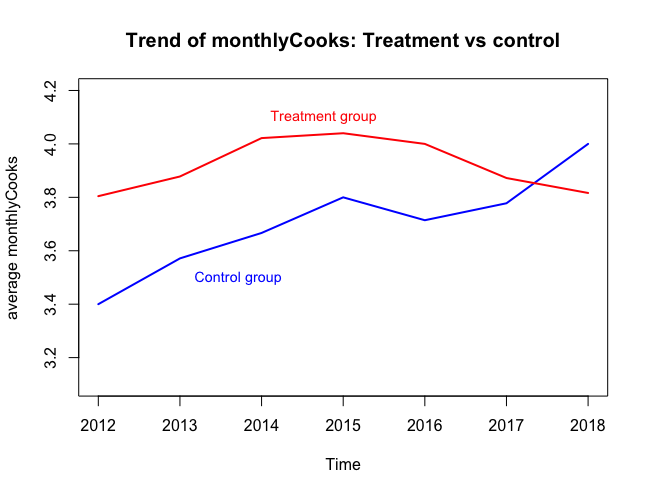 Trend of monthlyCooks: Treatment vs control
average monthlyCooks
4.2
4.0
3.8
3.6
3.4
3.2
Treatment group
Control group
2012 2013 2014 2015 2016 2017 2018
Time